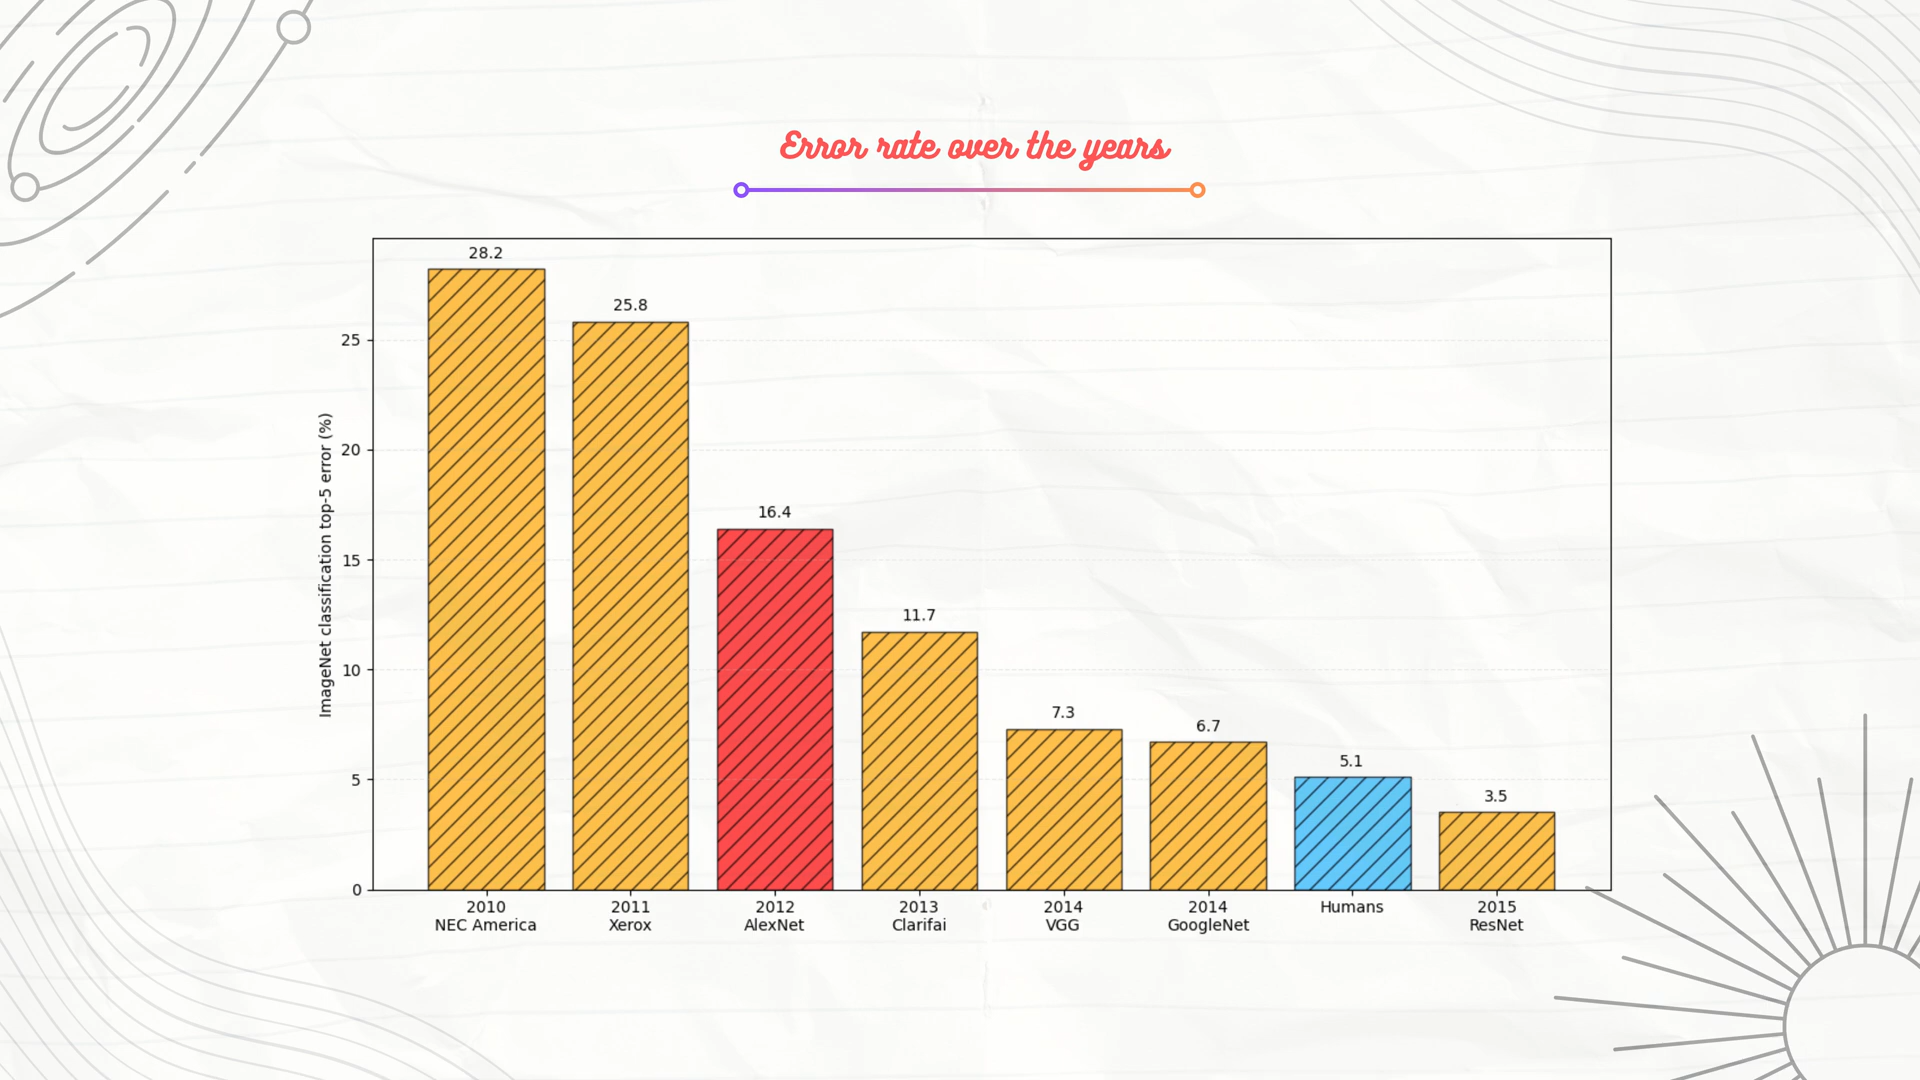 Error rate over the years
28.2
25.8
16.4
11.7
7.3
6.7
5.1
3.5
ImageNet classification top-5 error (%)
25
20
15
10
5
0
2010
NEC America
2011
Xerox
2012
AlexNet
2013
Clarifai
2014
VGG
2014
GoogleNet
Humans
2015
ResNet